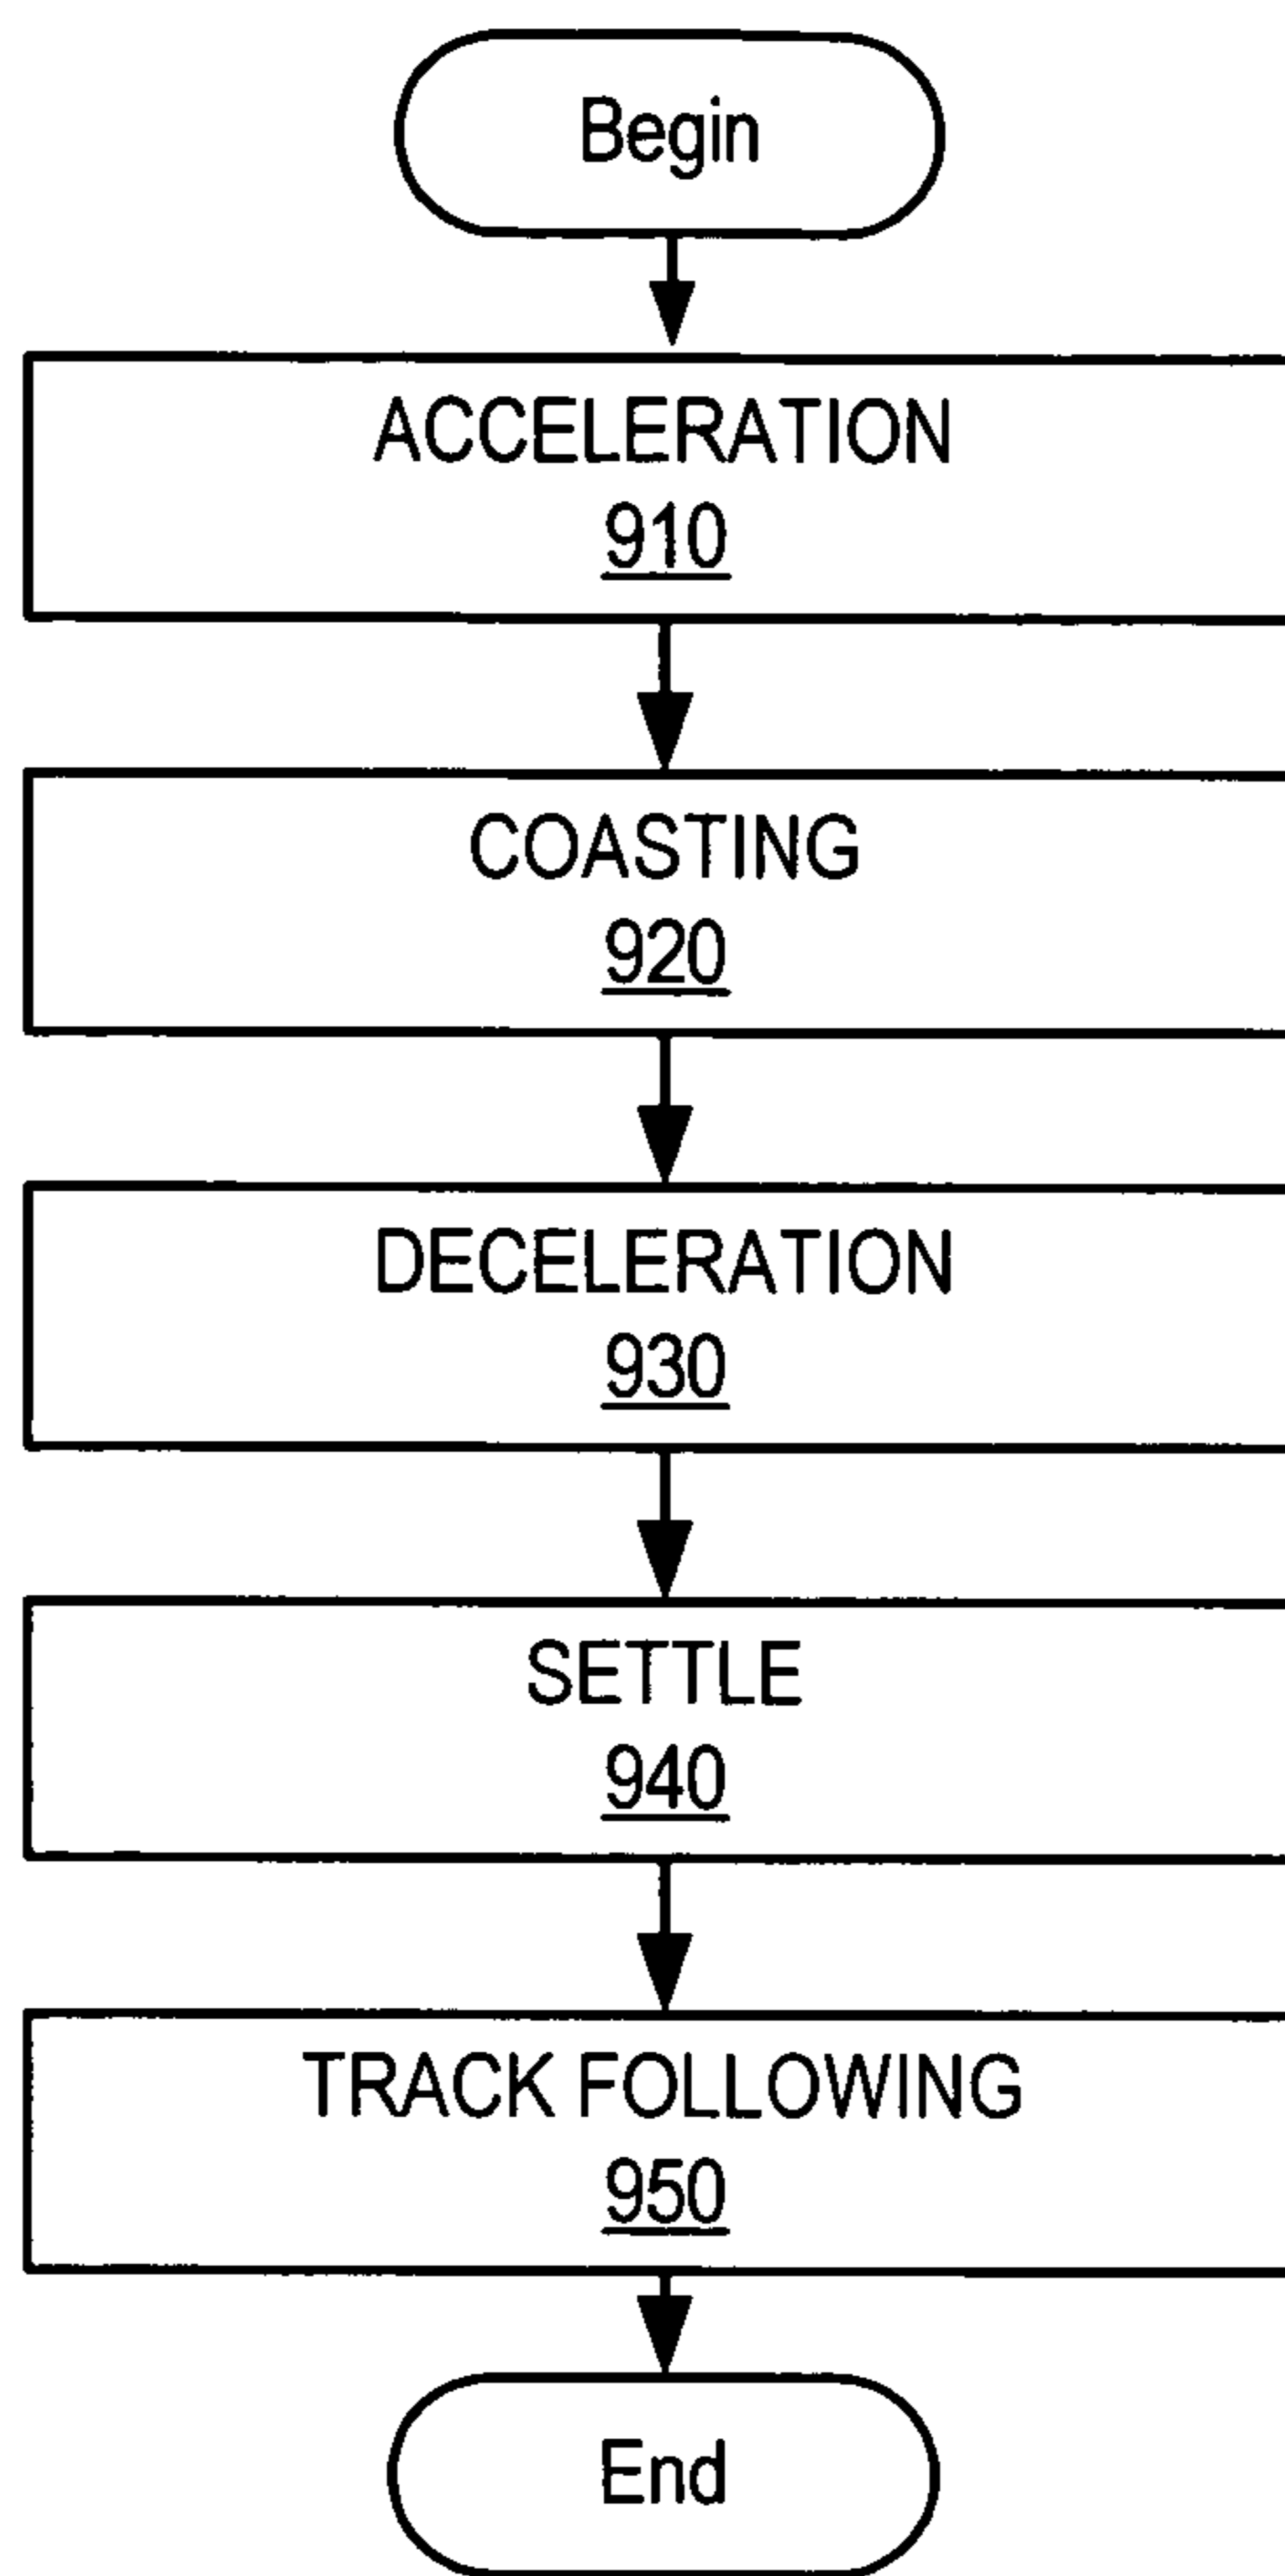 Begin
ACCELERATION
910
COASTING
920
DECELERATION
930
SETTLE
940
TRACK FOLLOWING
950
End